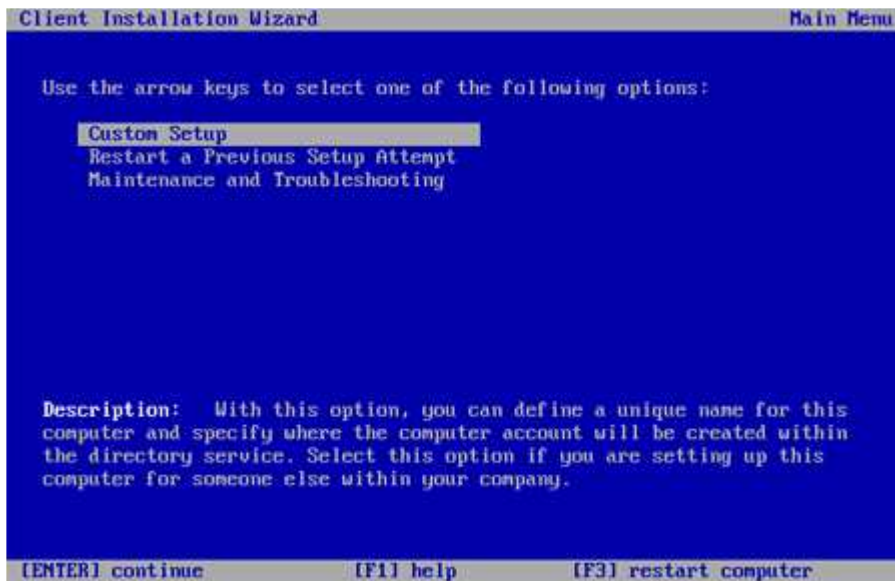 Client Installation Wizard Main Menu
Use the arrow keys to select one of the following options:
Custom Setup
Restart a Previous Setup Attempt
Maintenance and Troubleshooting
Description: With this option, you can define a unique name for this
computer and specify where the computer account will be created within
the directory service. Select this option if you are setting up this
computer for someone else within your company.
[ENTER] continue [F1] help [F3] restart computer